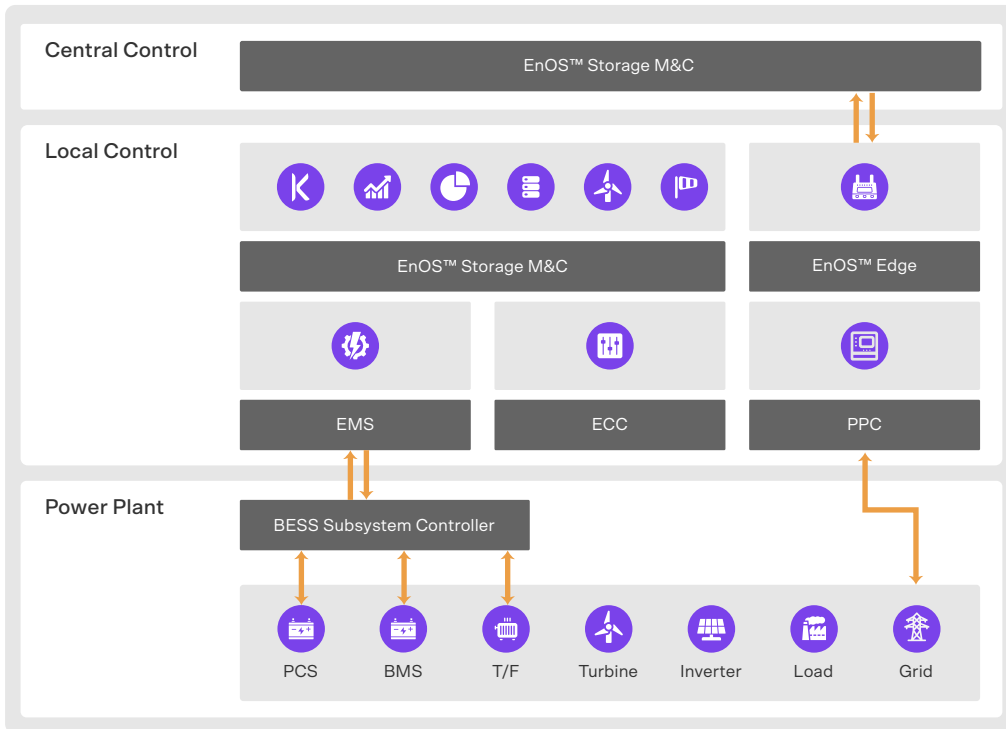 Central Control
EnOS™ Storage M&C
Local Control
EnOS™ Storage M&C
EnOS™ Edge
EMS
ECC
PPC
Power Plant
BESS Subsystem Controller
PCS
BMS
T/F
Turbine
Inverter
Load
Grid